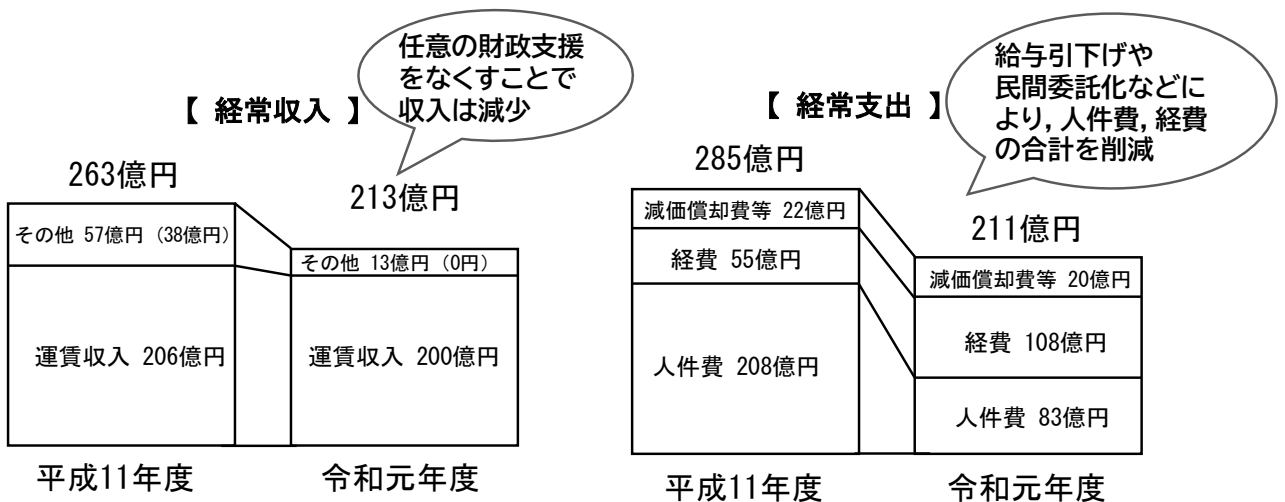 任意の財政支援
をなくすことで
収入は減少
【 経常収入 】
263億円
213億円
その他 57億円 (38億円)
その他 13億円 (0円)
運賃収入 206億円
運賃収入 200億円
平成11年度
令和元年度
給与引下げや
民間委託化などに
より, 人件費, 経費
の合計を削減
【 経常支出 】
285億円
211億円
減価償却費等 22億円
経費 55億円
人件費 208億円
減価償却費等 20億円
経費 108億円
人件費 83億円
平成11年度
令和元年度